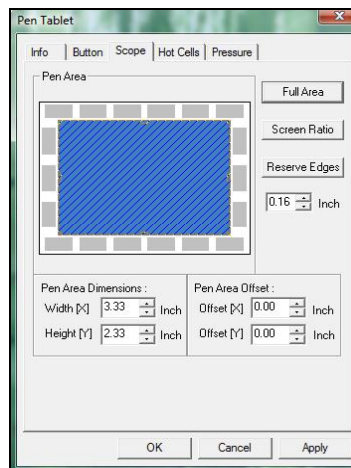 Pen Tablet
Info Button Scope Hot Cells Pressure
Pen Area
Full Area
Screen Ratio
Reserve Edges
0.16 Inch
Pen Area Dimensions :
Width [X] 3.33 Inch
Height [Y] 2.33 Inch
Pen Area Offset :
Offset [X] 0.00 Inch
Offset [Y] 0.00 Inch
OK Cancel Apply